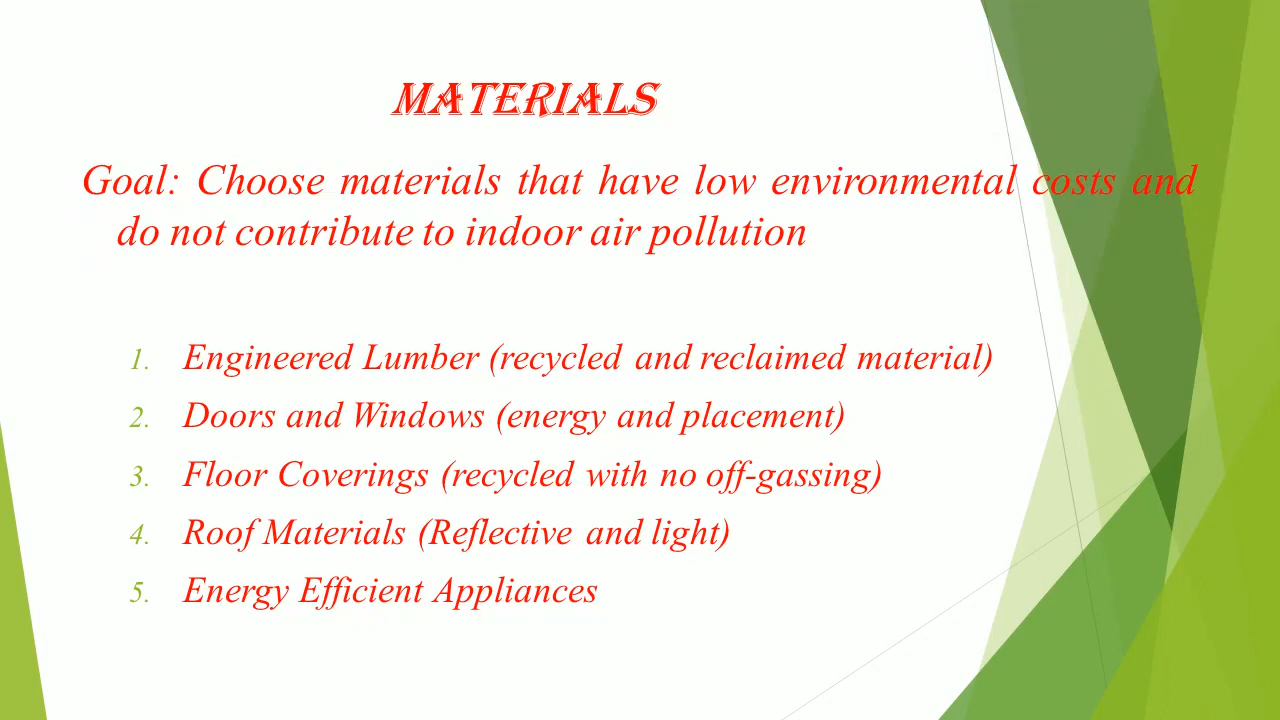 MATERIALS
Goal: Choose materials that have low environmental costs and
do not contribute to indoor air pollution
1. Engineered Lumber (recycled and reclaimed material)
2. Doors and Windows (energy and placement)
3. Floor Coverings (recycled with no off-gassing)
4. Roof Materials (Reflective and light)
5. Energy Efficient Appliances